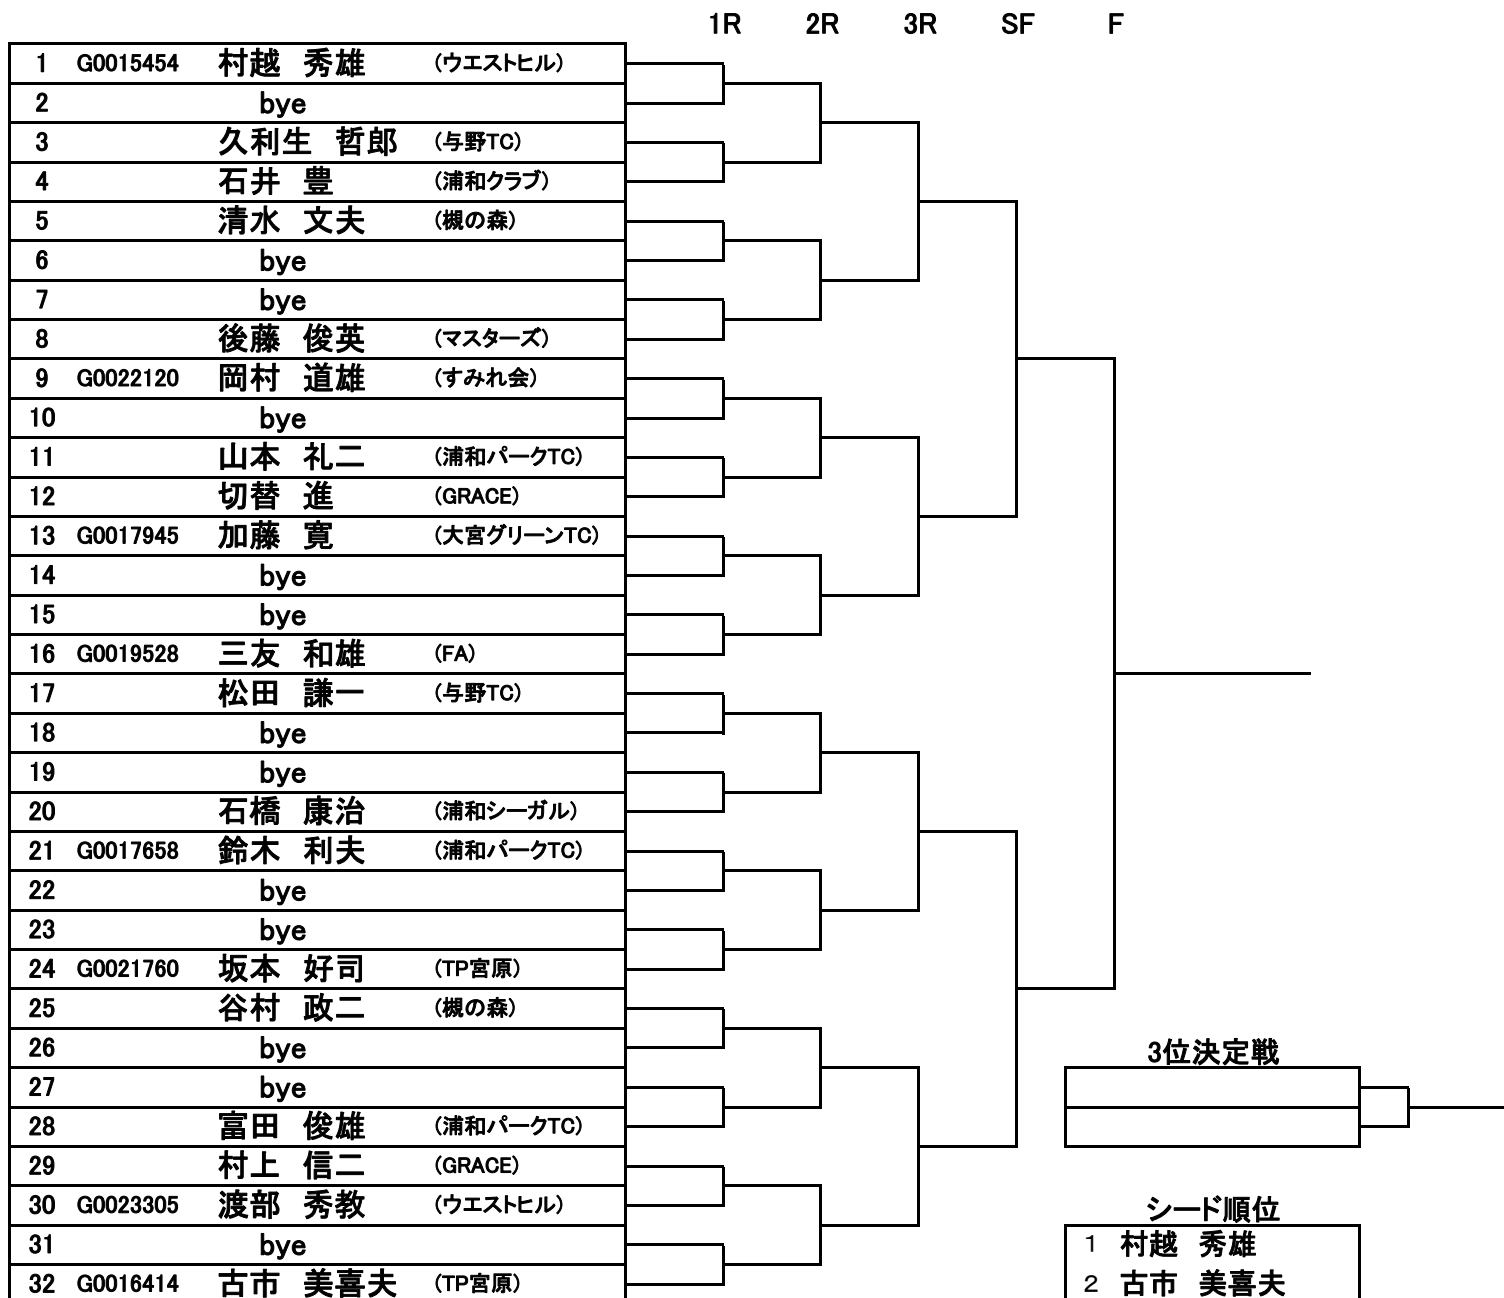 1R 2R 3R SF F
1 G0015454 村越 秀雄 (ウエストヒル)
2 bye
3 久利生 哲郎 (与野TC)
4 石井 豊 (浦和クラブ)
5 清水 文夫 (槻の森)
6 bye
7 bye
8 後藤 俊英 (マスターズ)
9 G0022120 岡村 道雄 (すみれ会)
10 bye
11 山本 礼二 (浦和パークTC)
12 切替 進 (GRACE)
13 G0017945 加藤 寛 (大宮グリーンTC)
14 bye
15 bye
16 G0019528 三友 和雄 (FA)
17 松田 謙一 (与野TC)
18 bye
19 bye
20 石橋 康治 (浦和シーガル)
21 G0017658 鈴木 利夫 (浦和パークTC)
22 bye
23 bye
24 G0021760 坂本 好司 (TP宮原)
25 谷村 政二 (槻の森)
26 bye
27 bye
28 富田 俊雄 (浦和パークTC)
29 村上 信二 (GRACE)
30 G0023305 渡部 秀教 (ウエストヒル)
31 bye
32 G0016414 古市 美喜夫 (TP宮原)
3位決定戦
シード順位
1 村越 秀雄
2 古市 美喜夫